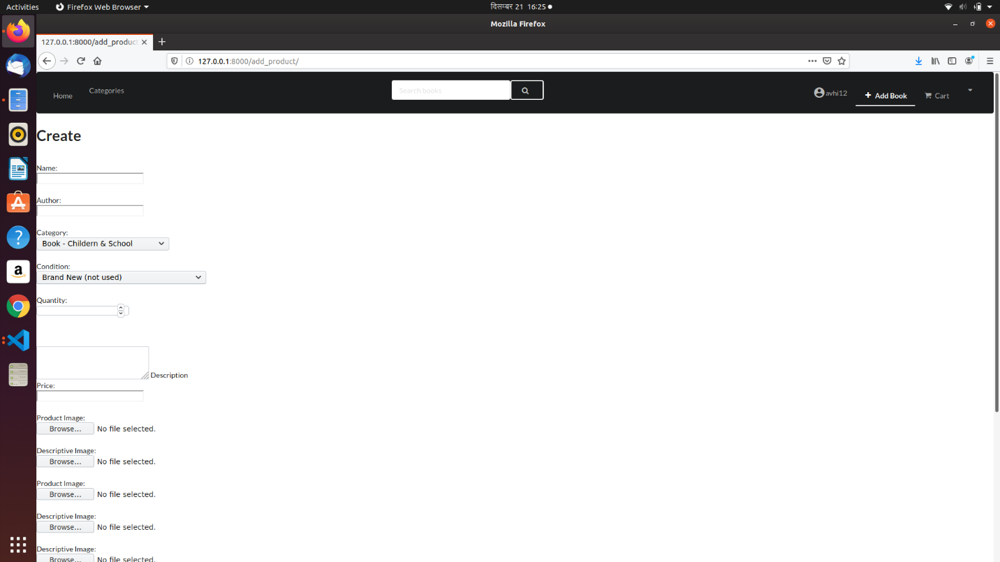 Activities Firefox Web Browser दिसम्बर 21 16:25
Mozilla Firefox
127.0.0.1:8000/add_product
127.0.0.1:8000/add_product/
Home Categories Search books avhi12 Add Book Cart
Create
Name:
Author:
Category:
Book - Childern & School
Condition:
Brand New (not used)
Quantity:
Description
Price:
Product Image:
Browse... No file selected.
Descriptive Image:
Browse... No file selected.
Product Image:
Browse... No file selected.
Descriptive Image:
Browse... No file selected.
Descriptive Image:
Browse... No file selected.